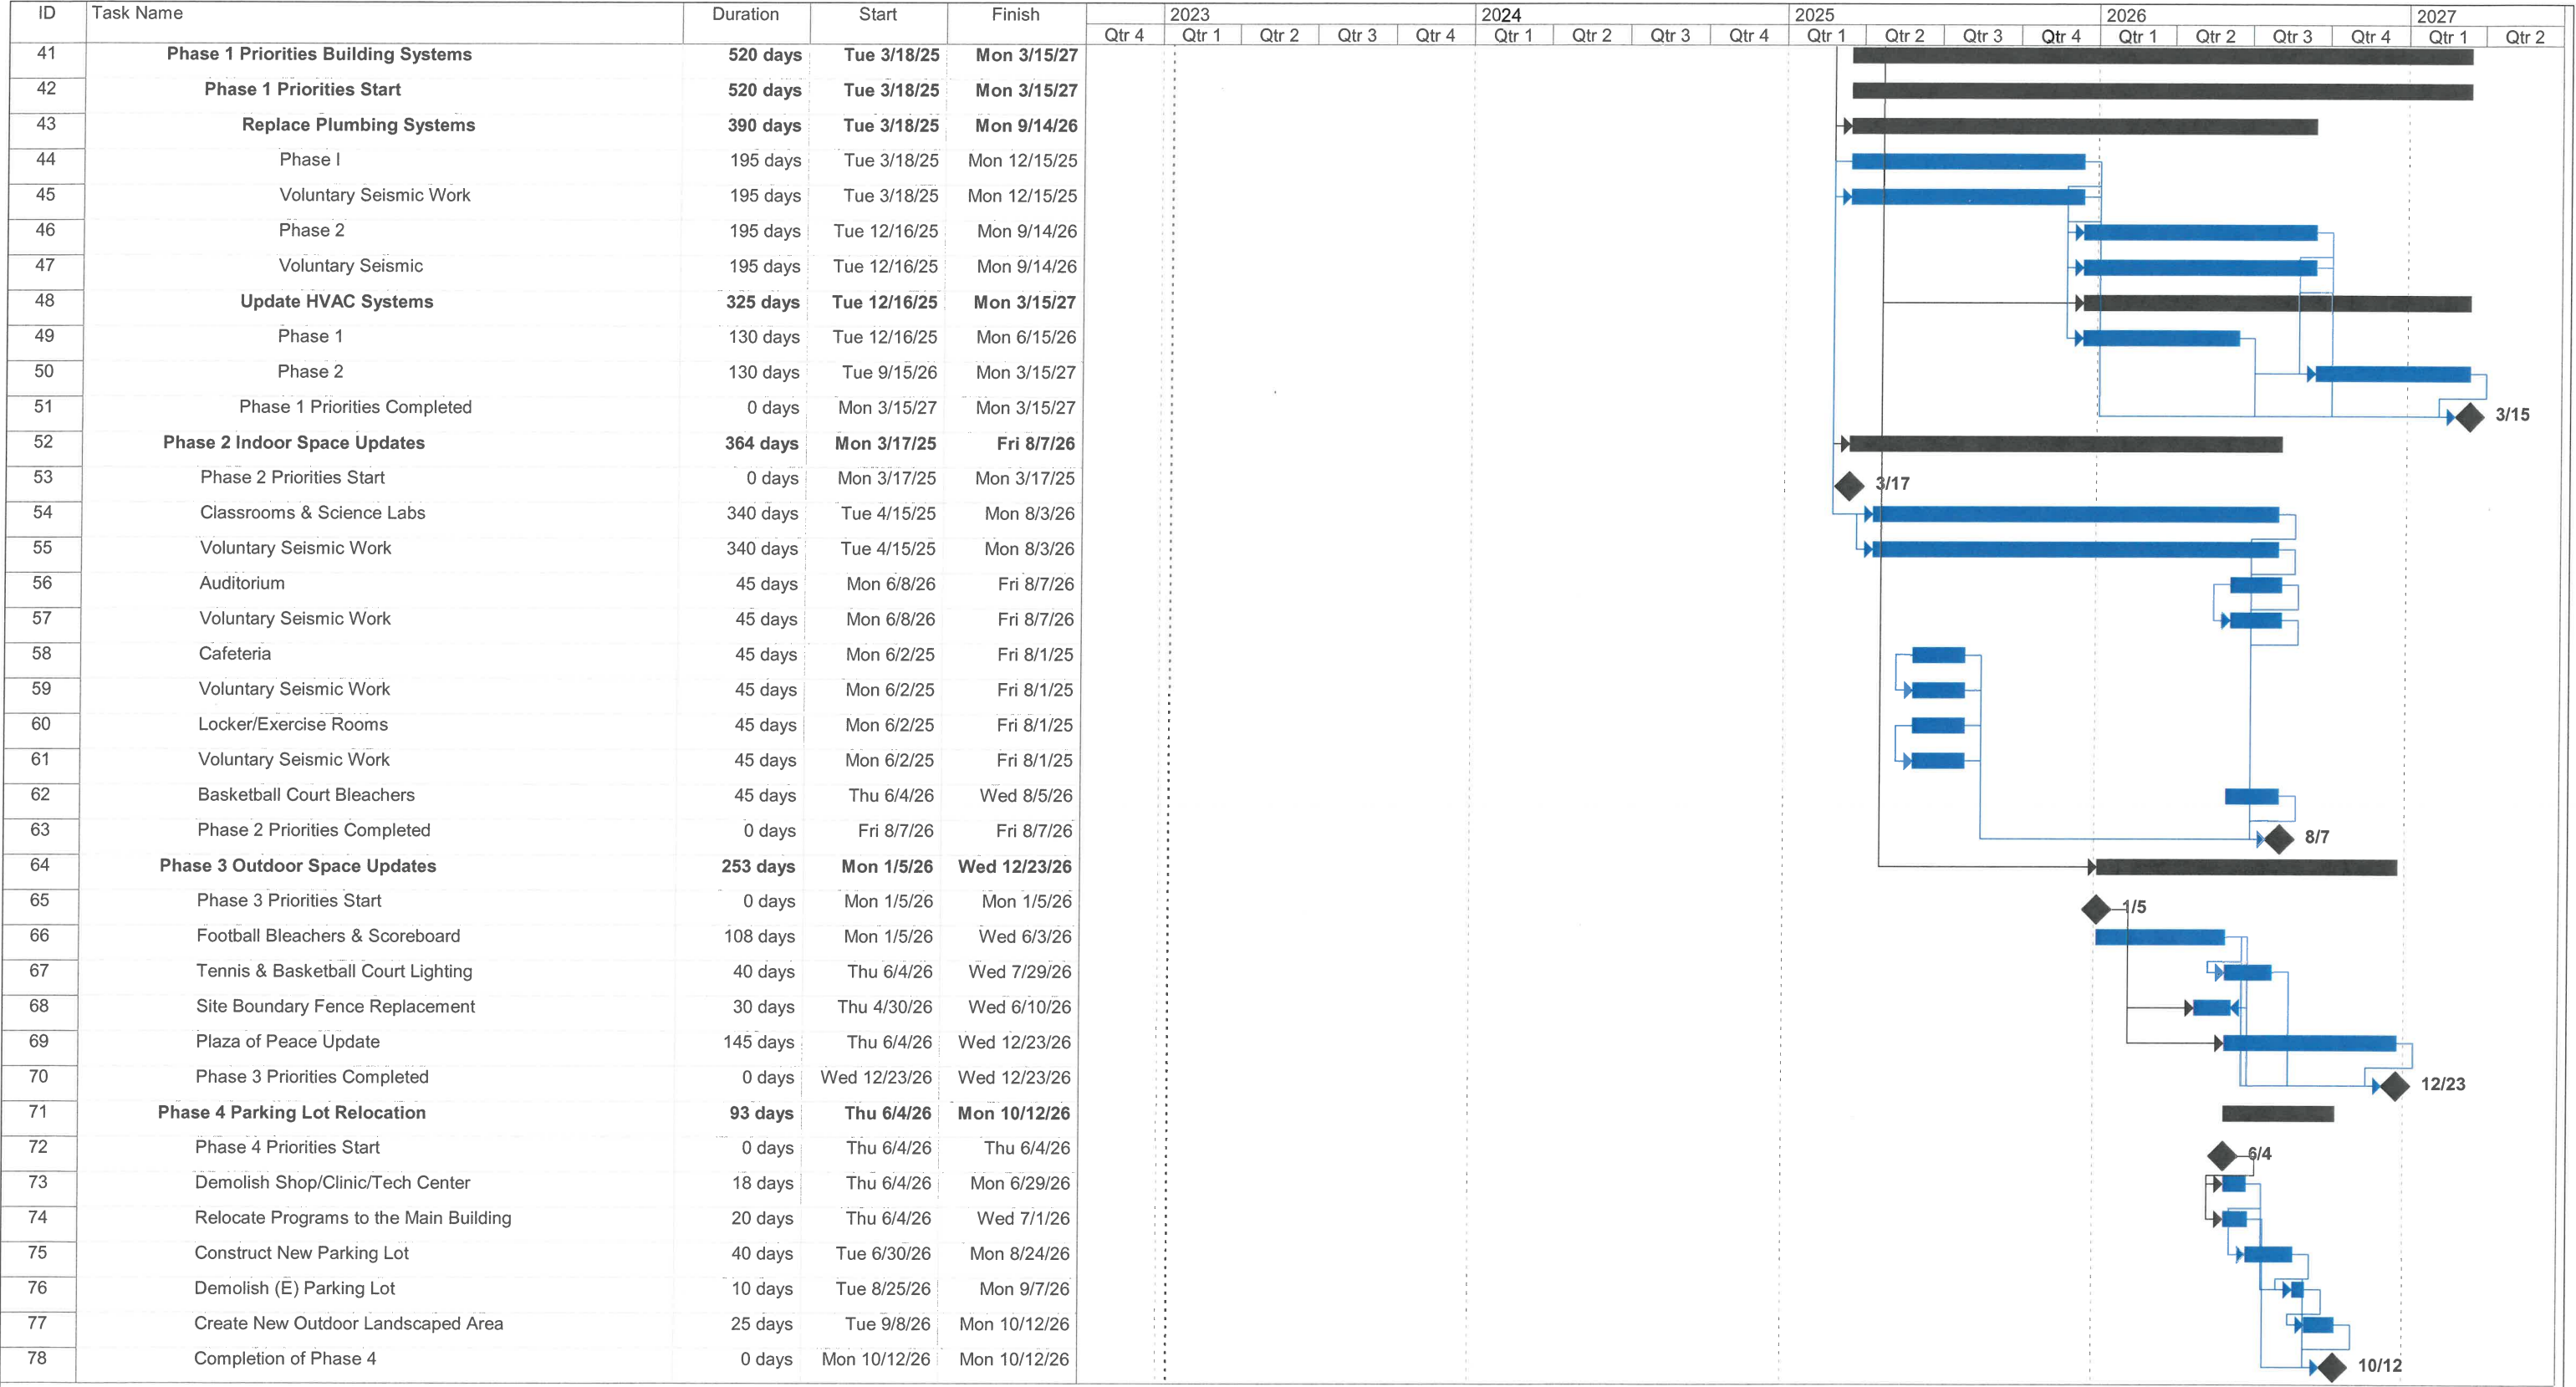 ID Task Name Duration Start Finish 2023 2024 2025 2026 2027
Qtr 4 Qtr 1 Qtr 2 Qtr 3 Qtr 4 Qtr 1 Qtr 2 Qtr 3 Qtr 4 Qtr 1 Qtr 2 Qtr 3 Qtr 4 Qtr 1 Qtr 2 Qtr 3 Qtr 4 Qtr 1 Qtr 2
41 Phase 1 Priorities Building Systems 520 days Tue 3/18/25 Mon 3/15/27
42 Phase 1 Priorities Start 520 days Tue 3/18/25 Mon 3/15/27
43 Replace Plumbing Systems 390 days Tue 3/18/25 Mon 9/14/26
44 Phase I 195 days Tue 3/18/25 Mon 12/15/25
45 Voluntary Seismic Work 195 days Tue 3/18/25 Mon 12/15/25
46 Phase 2 195 days Tue 12/16/25 Mon 9/14/26
47 Voluntary Seismic 195 days Tue 12/16/25 Mon 9/14/26
48 Update HVAC Systems 325 days Tue 12/16/25 Mon 3/15/27
49 Phase 1 130 days Tue 12/16/25 Mon 6/15/26
50 Phase 2 130 days Tue 9/15/26 Mon 3/15/27
51 Phase 1 Priorities Completed 0 days Mon 3/15/27 Mon 3/15/27 3/15
52 Phase 2 Indoor Space Updates 364 days Mon 3/17/25 Fri 8/7/26
53 Phase 2 Priorities Start 0 days Mon 3/17/25 Mon 3/17/25 3/17
54 Classrooms & Science Labs 340 days Tue 4/15/25 Mon 8/3/26
55 Voluntary Seismic Work 340 days Tue 4/15/25 Mon 8/3/26
56 Auditorium 45 days Mon 6/8/26 Fri 8/7/26
57 Voluntary Seismic Work 45 days Mon 6/8/26 Fri 8/7/26
58 Cafeteria 45 days Mon 6/2/25 Fri 8/1/25
59 Voluntary Seismic Work 45 days Mon 6/2/25 Fri 8/1/25
60 Locker/Exercise Rooms 45 days Mon 6/2/25 Fri 8/1/25
61 Voluntary Seismic Work 45 days Mon 6/2/25 Fri 8/1/25
62 Basketball Court Bleachers 45 days Thu 6/4/26 Wed 8/5/26
63 Phase 2 Priorities Completed 0 days Fri 8/7/26 Fri 8/7/26 8/7
64 Phase 3 Outdoor Space Updates 253 days Mon 1/5/26 Wed 12/23/26
65 Phase 3 Priorities Start 0 days Mon 1/5/26 Mon 1/5/26 1/5
66 Football Bleachers & Scoreboard 108 days Mon 1/5/26 Wed 6/3/26
67 Tennis & Basketball Court Lighting 40 days Thu 6/4/26 Wed 7/29/26
68 Site Boundary Fence Replacement 30 days Thu 4/30/26 Wed 6/10/26
69 Plaza of Peace Update 145 days Thu 6/4/26 Wed 12/23/26
70 Phase 3 Priorities Completed 0 days Wed 12/23/26 Wed 12/23/26 12/23
71 Phase 4 Parking Lot Relocation 93 days Thu 6/4/26 Mon 10/12/26
72 Phase 4 Priorities Start 0 days Thu 6/4/26 Thu 6/4/26 6/4
73 Demolish Shop/Clinic/Tech Center 18 days Thu 6/4/26 Mon 6/29/26
74 Relocate Programs to the Main Building 20 days Thu 6/4/26 Wed 7/1/26
75 Construct New Parking Lot 40 days Tue 6/30/26 Mon 8/24/26
76 Demolish (E) Parking Lot 10 days Tue 8/25/26 Mon 9/7/26
77 Create New Outdoor Landscaped Area 25 days Tue 9/8/26 Mon 10/12/26
78 Completion of Phase 4 0 days Mon 10/12/26 Mon 10/12/26 10/12